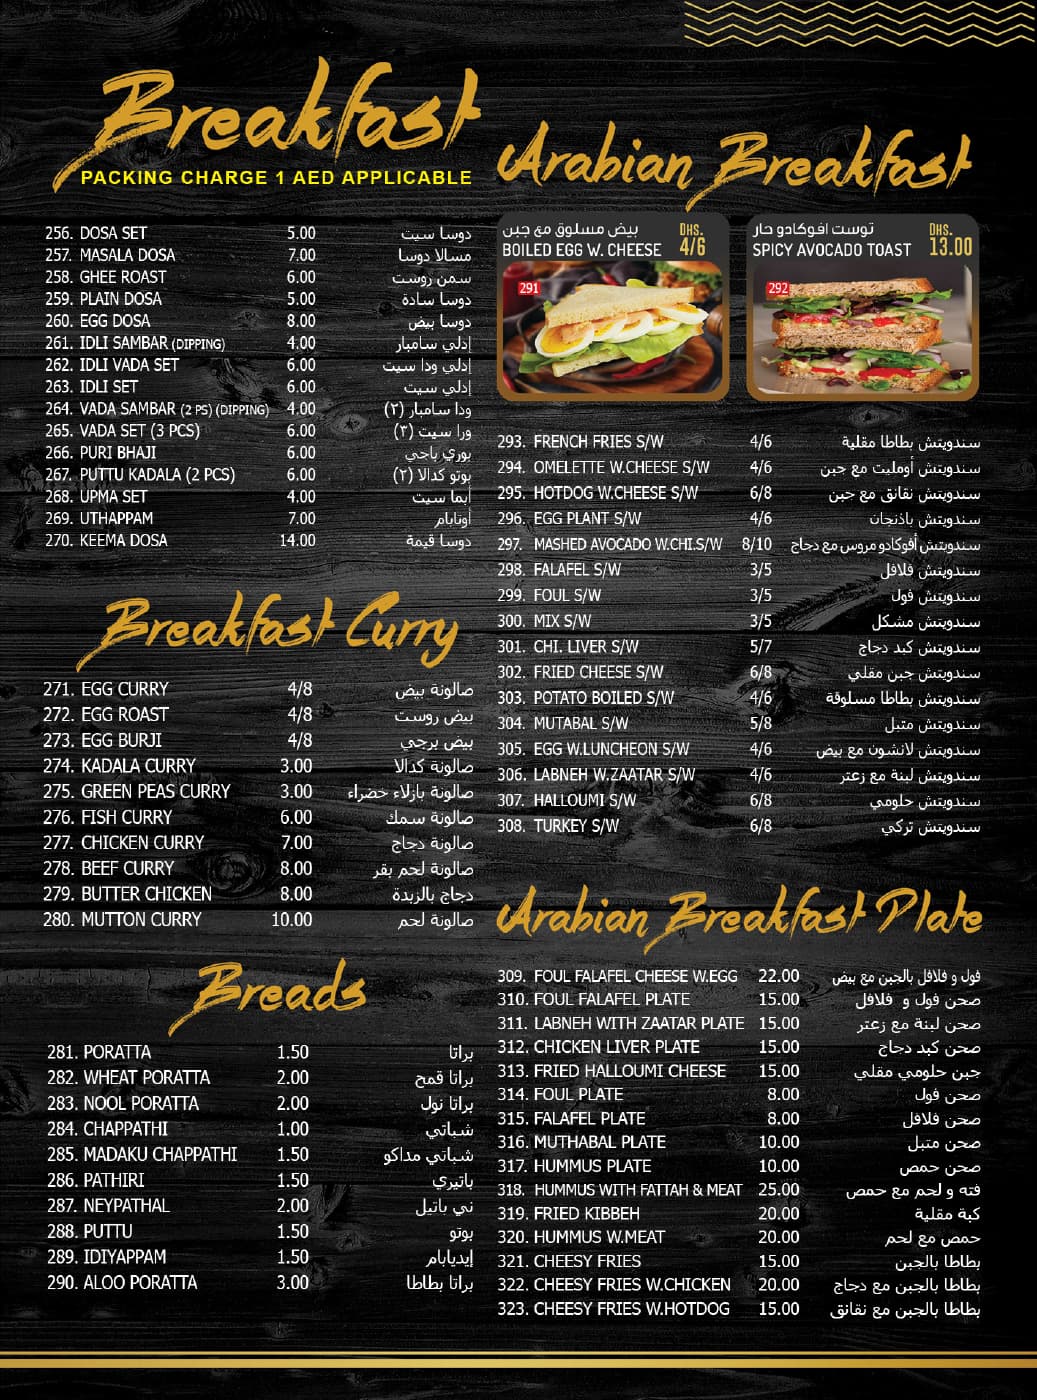 Breakfast
PACKING CHARGE 1 AED APPLICABLE
256. DOSA SET 5.00 دوسا سيت
257. MASALA DOSA 7.00 مسالا دوسا
258. GHEE ROAST 6.00 سمن روست
259. PLAIN DOSA 5.00 دوسا سادة
260. EGG DOSA 8.00 دوسا بيض
261. IDLI SAMBAR (DIPPING) 4.00 إدلي سامبار
262. IDLI VADA SET 6.00 إدلي ودا سيت
263. IDLI SET 6.00 إدلي سيت
264. VADA SAMBAR (2 PS) (DIPPING) 4.00 ودا سامبار (٢)
265. VADA SET (3 PCS) 6.00 ورا سيت (٣)
266. PURI BHAJI 6.00 بوري باجي
267. PUTTU KADALA (2 PCS) 6.00 بوتو كدالا (٢)
268. UPMA SET 4.00 أبما سيت
269. UTHAPPAM 7.00 أوتابام
270. KEEMA DOSA 14.00 دوسا قيمة
Breakfast Curry
271. EGG CURRY 4/8 صالونة بيض
272. EGG ROAST 4/8 بيض روست
273. EGG BURJI 4/8 بيض برجي
274. KADALA CURRY 3.00 صالونة كدالا
275. GREEN PEAS CURRY 3.00 صالونة بازلاء خضراء
276. FISH CURRY 6.00 صالونة سمك
277. CHICKEN CURRY 7.00 صالونة دجاج
278. BEEF CURRY 8.00 صالونة لحم بقر
279. BUTTER CHICKEN 8.00 دجاج بالزبدة
280. MUTTON CURRY 10.00 صالونة لحم
Breads
281. PORATTA 1.50 براتا
282. WHEAT PORATTA 2.00 براتا قمح
283. NOOL PORATTA 2.00 براتا نول
284. CHAPPATHI 1.00 شباتي
285. MADAKU CHAPPATHI 1.50 شباتي مداكو
286. PATHIRI 1.50 باتيري
287. NEYPATHAL 2.00 ني باتيل
288. PUTTU 1.50 بوتو
289. IDIYAPPAM 1.50 إيديابام
290. ALOO PORATTA 3.00 براتا بطاطا
Arabian Breakfast
بيض مسلوق مع جبن DHS.
BOILED EGG W. CHEESE 4/6
291
توست افوكادو حار DHS.
SPICY AVOCADO TOAST 13.00
292
293. FRENCH FRIES S/W 4/6 سندويتش بطاطا مقلية
294. OMELETTE W.CHEESE S/W 4/6 سندويتش أومليت مع جبن
295. HOTDOG W.CHEESE S/W 6/8 سندويتش نقانق مع جبن
296. EGG PLANT S/W 4/6 سندويتش باذنجان
297. MASHED AVOCADO W.CHI.S/W 8/10 سندويتش أفوكادو مروس مع دجاج
298. FALAFEL S/W 3/5 سندويتش فلافل
299. FOUL S/W 3/5 سندويتش فول
300. MIX S/W 3/5 سندويتش مشكل
301. CHI. LIVER S/W 5/7 سندويتش كبد دجاج
302. FRIED CHEESE S/W 6/8 سندويتش جبن مقلي
303. POTATO BOILED S/W 4/6 سندويتش بطاطا مسلوقة
304. MUTABAL S/W 5/8 سندويتش متبل
305. EGG W.LUNCHEON S/W 4/6 سندويتش لانشون مع بيض
306. LABNEH W.ZAATAR S/W 4/6 سندويتش لبنة مع زعتر
307. HALLOUMI S/W 6/8 سندويتش حلومي
308. TURKEY S/W 6/8 سندويتش تركي
Arabian Breakfast Plate
309. FOUL FALAFEL CHEESE W.EGG 22.00 فول و فلافل بالجبن مع بيض
310. FOUL FALAFEL PLATE 15.00 صحن فول و فلافل
311. LABNEH WITH ZAATAR PLATE 15.00 صحن لبنة مع زعتر
312. CHICKEN LIVER PLATE 15.00 صحن كبد دجاج
313. FRIED HALLOUMI CHEESE 15.00 جبن حلومي مقلي
314. FOUL PLATE 8.00 صحن فول
315. FALAFEL PLATE 8.00 صحن فلافل
316. MUTHABAL PLATE 10.00 صحن متبل
317. HUMMUS PLATE 10.00 صحن حمص
318. HUMMUS WITH FATTAH & MEAT 25.00 فته و لحم مع حمص
319. FRIED KIBBEH 20.00 كبة مقلية
320. HUMMUS W.MEAT 20.00 حمص مع لحم
321. CHEESY FRIES 15.00 بطاطا بالجبن
322. CHEESY FRIES W.CHICKEN 20.00 بطاطا بالجبن مع دجاج
323. CHEESY FRIES W.HOTDOG 15.00 بطاطا بالجبن مع نقانق